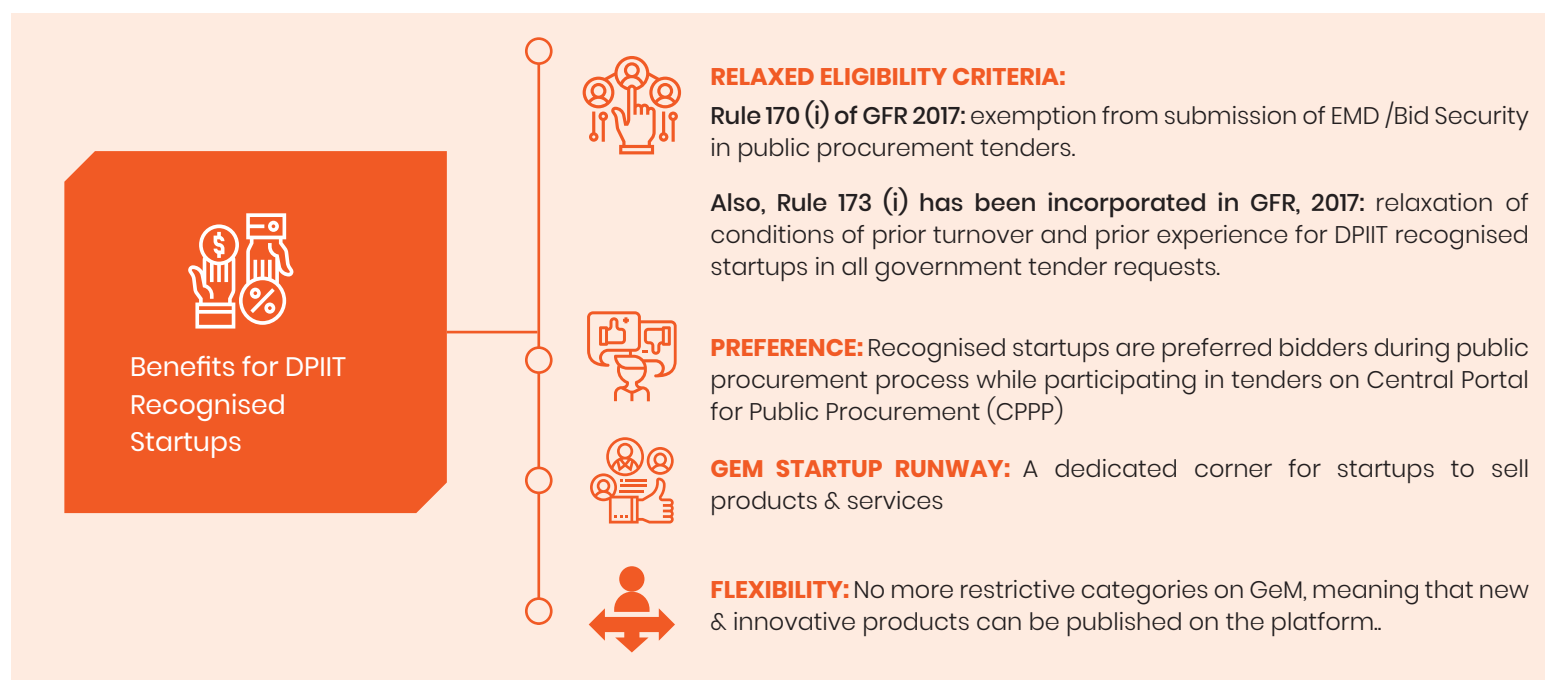 Benefits for DPIIT
Recognised
Startups
RELAXED ELIGIBILITY CRITERIA:
Rule 170 (i) of GFR 2017: exemption from submission of EMD /Bid Security
in public procurement tenders.
Also, Rule 173 (i) has been incorporated in GFR, 2017: relaxation of
conditions of prior turnover and prior experience for DPIIT recognised
startups in all government tender requests.
PREFERENCE: Recognised startups are preferred bidders during public
procurement process while participating in tenders on Central Portal
for Public Procurement (CPPP)
GEM STARTUP RUNWAY: A dedicated corner for startups to sell
products & services
FLEXIBILITY: No more restrictive categories on GeM, meaning that new
& innovative products can be published on the platform..